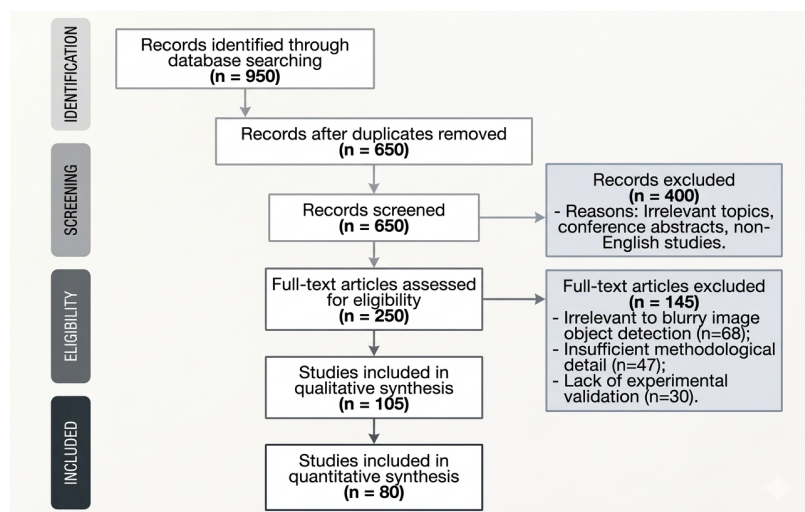 IDENTIFICATION
Records identified through
database searching
(n = 950)
Records after duplicates removed
(n = 650)
SCREENING
Records screened
(n = 650)
Records excluded
(n = 400)
- Reasons: Irrelevant topics,
conference abstracts, non-
English studies.
ELIGIBILITY
Full-text articles assessed
for eligibility
(n = 250)
Full-text articles excluded
(n = 145)
- Irrelevant to blurry image
object detection (n=68);
- Insufficient methodological
detail (n=47);
- Lack of experimental
validation (n=30).
Studies included in
qualitative synthesis
(n = 105)
INCLUDED
Studies included in
quantitative synthesis
(n = 80)